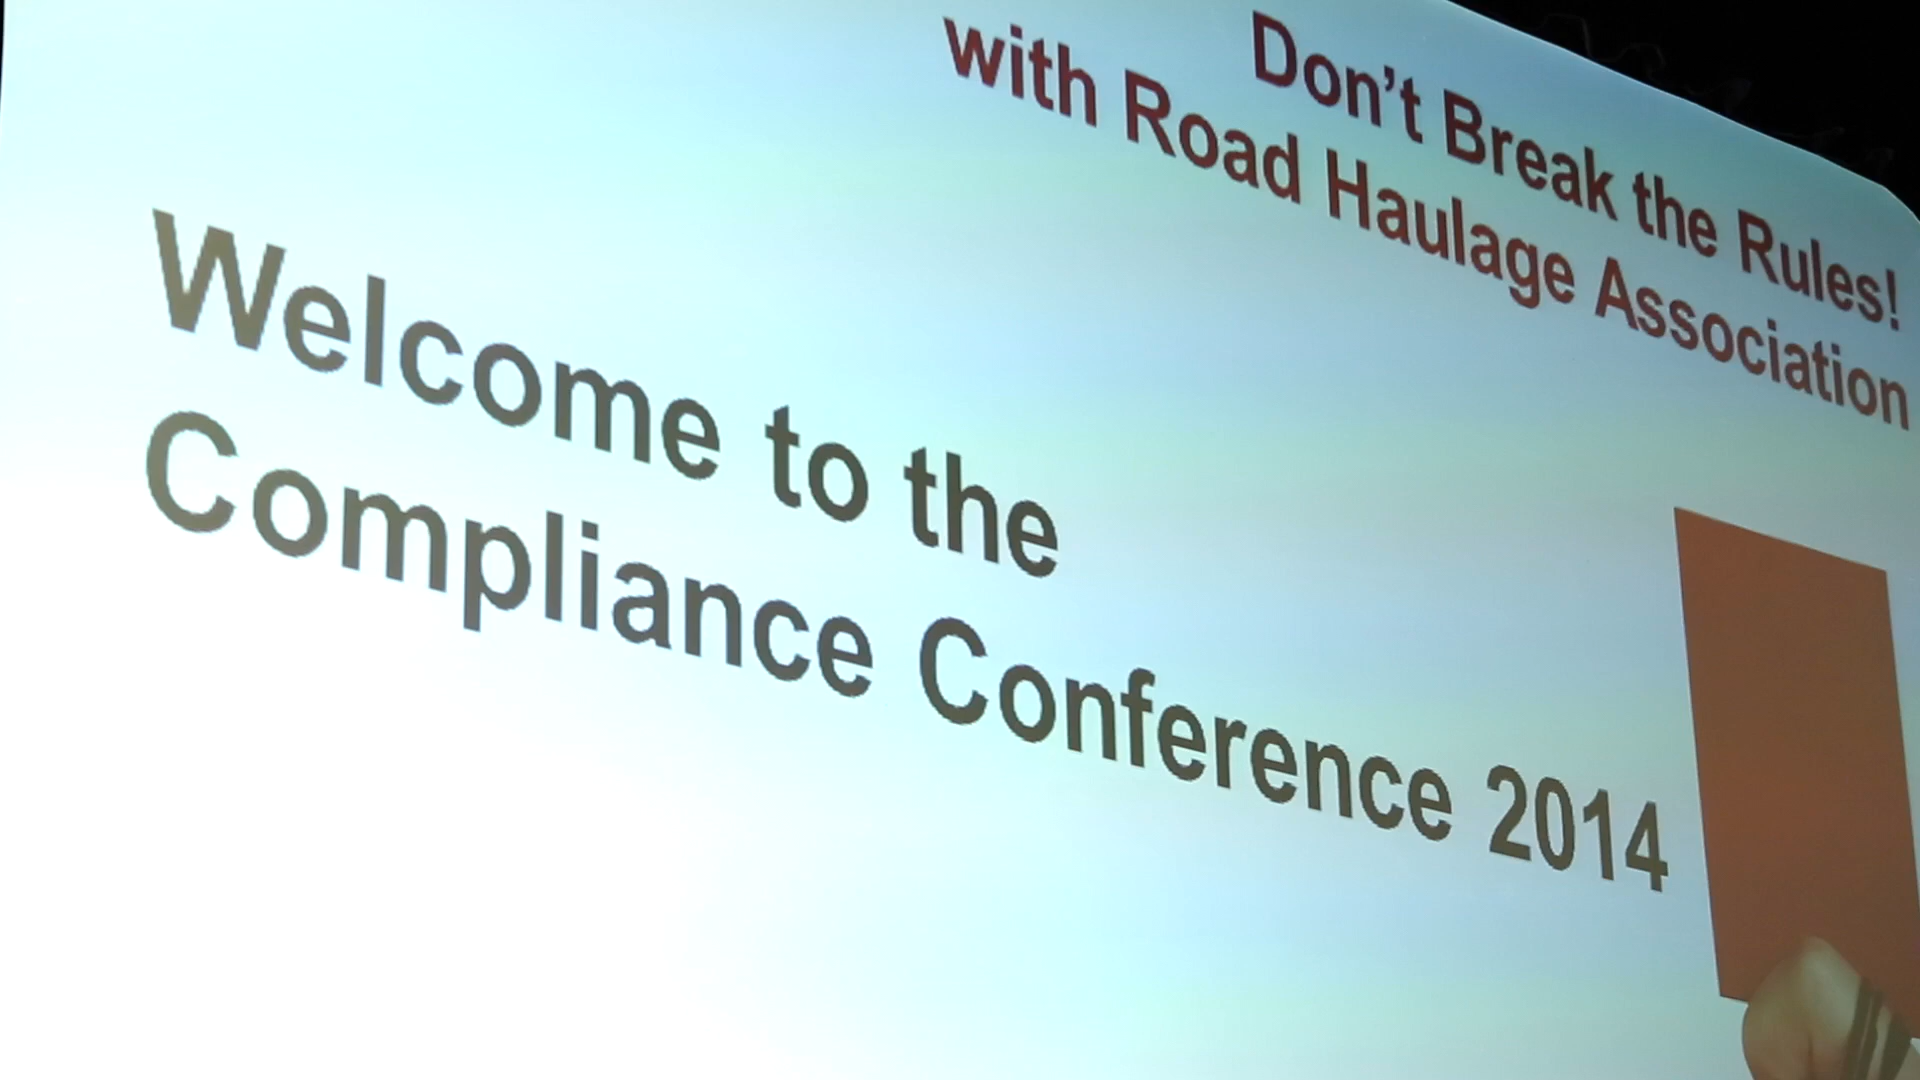 Don't Break the Rules!
with Road Haulage Association
Welcome to the
Compliance Conference 2014